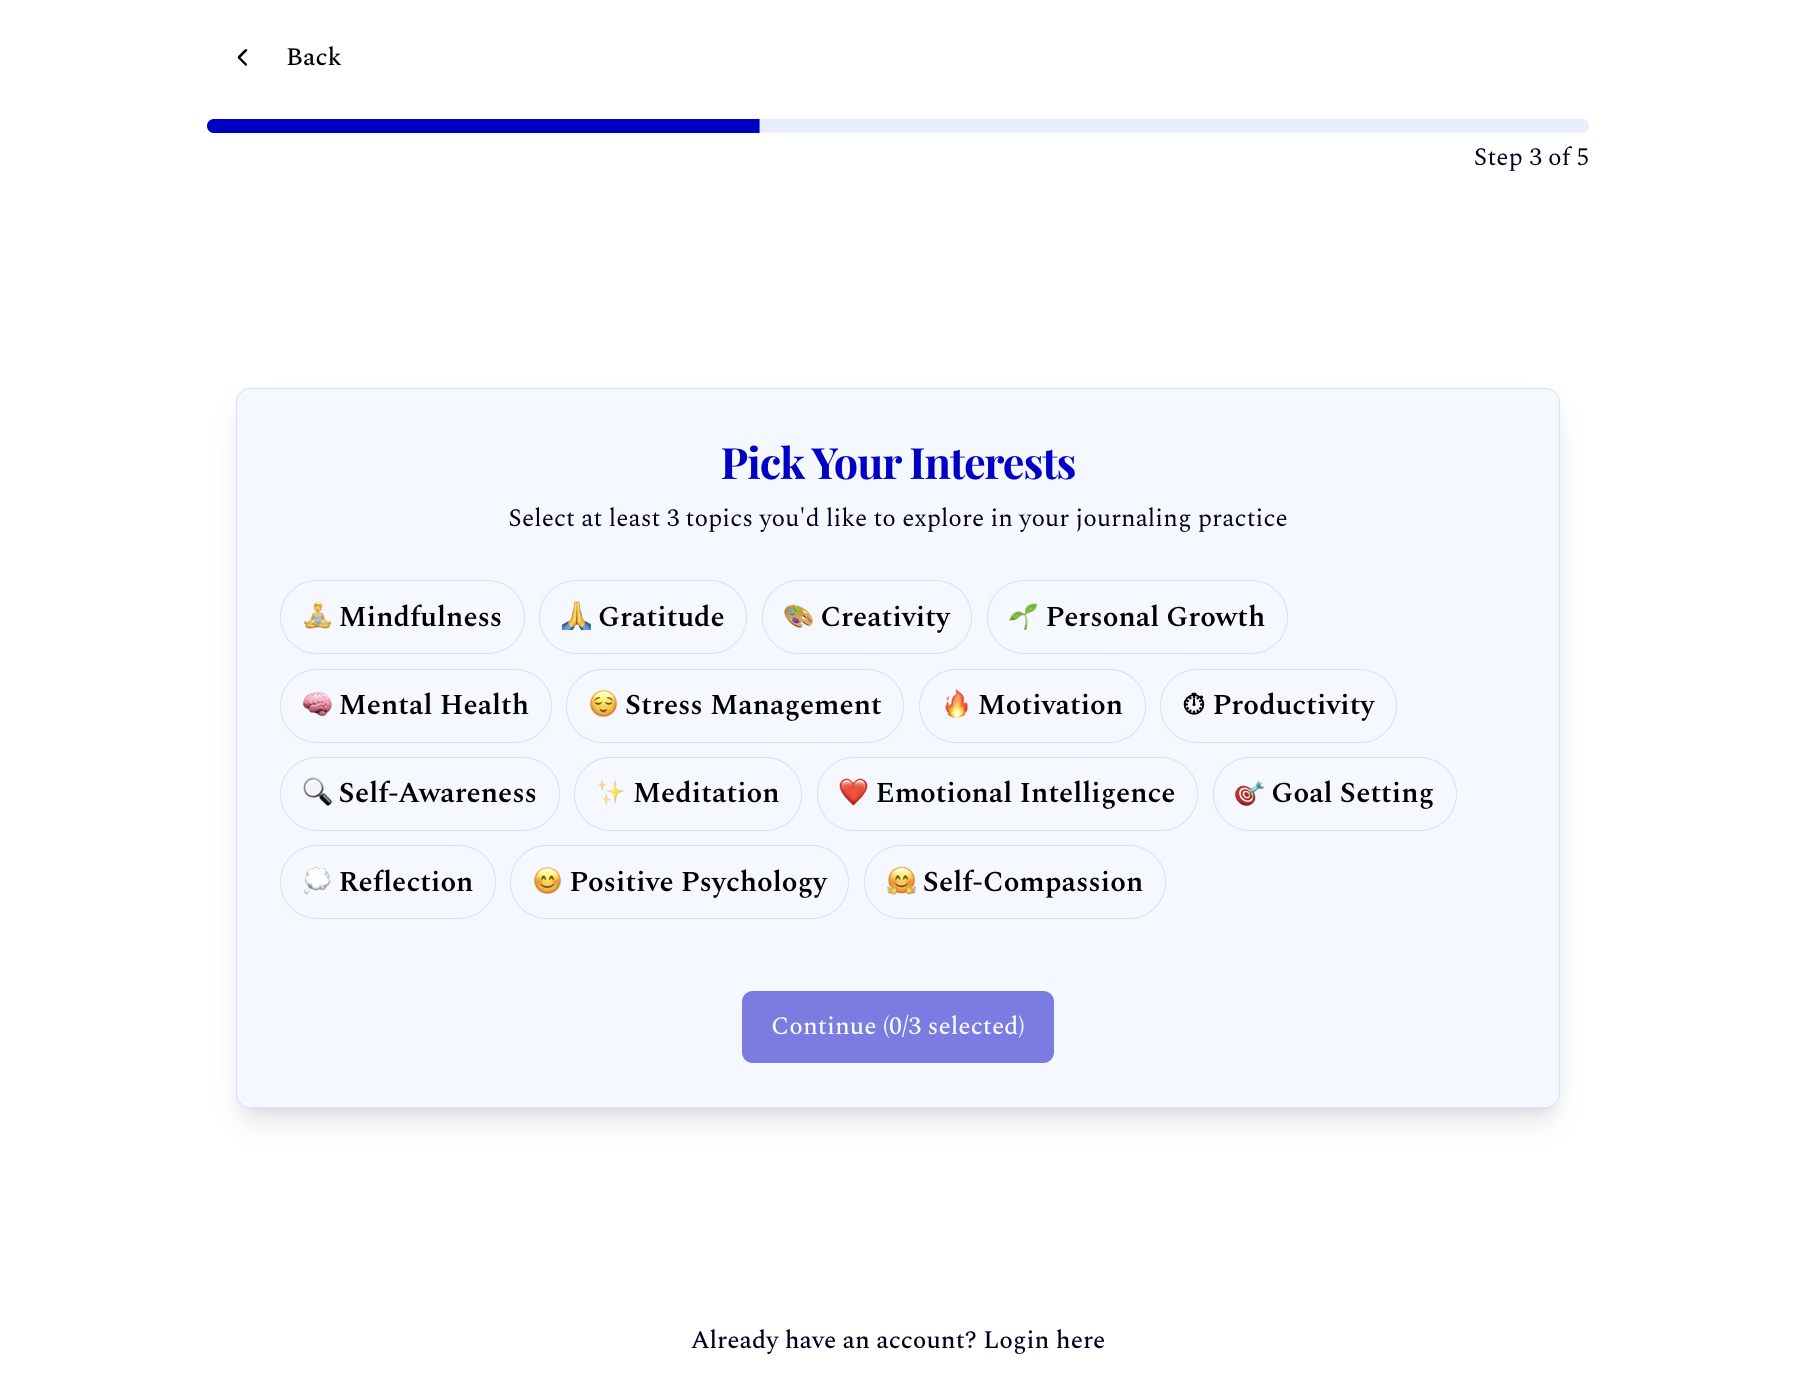 Back
Step 3 of 5
Pick Your Interests
Select at least 3 topics you'd like to explore in your journaling practice
🧘 Mindfulness 🙏 Gratitude 🎨 Creativity 🌱 Personal Growth
🧠 Mental Health 😌 Stress Management 🔥 Motivation ⏱ Productivity
🔍 Self-Awareness ✨ Meditation ❤️ Emotional Intelligence 🎯 Goal Setting
💭 Reflection 😊 Positive Psychology 🤗 Self-Compassion
Continue (0/3 selected)
Already have an account? Login here